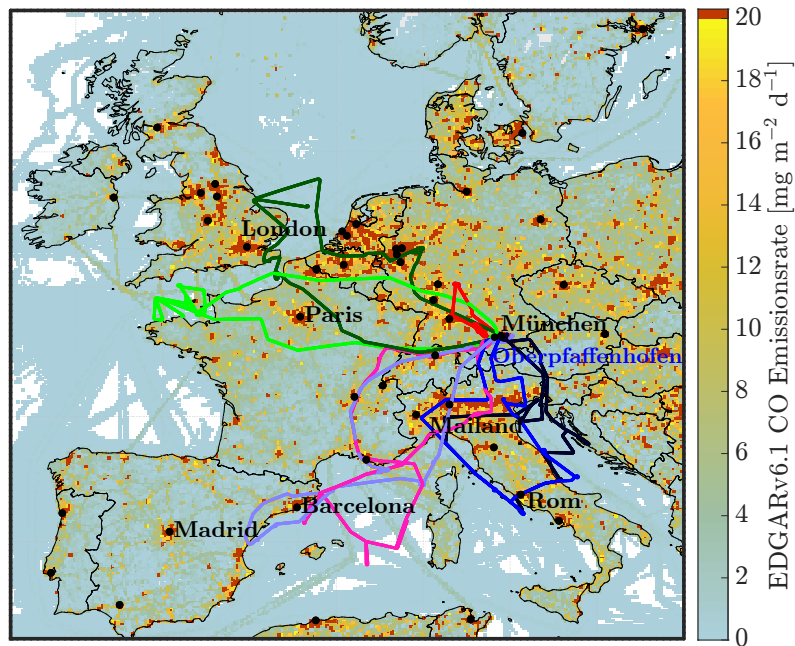 London
Paris
München
Oberpfaffenhofen
Mailand
Barcelona
Rom
Madrid
20
18
16
14
12
10
8
6
4
2
0
EDGARv6.1 CO Emissionsrate [mg m⁻² d⁻¹]